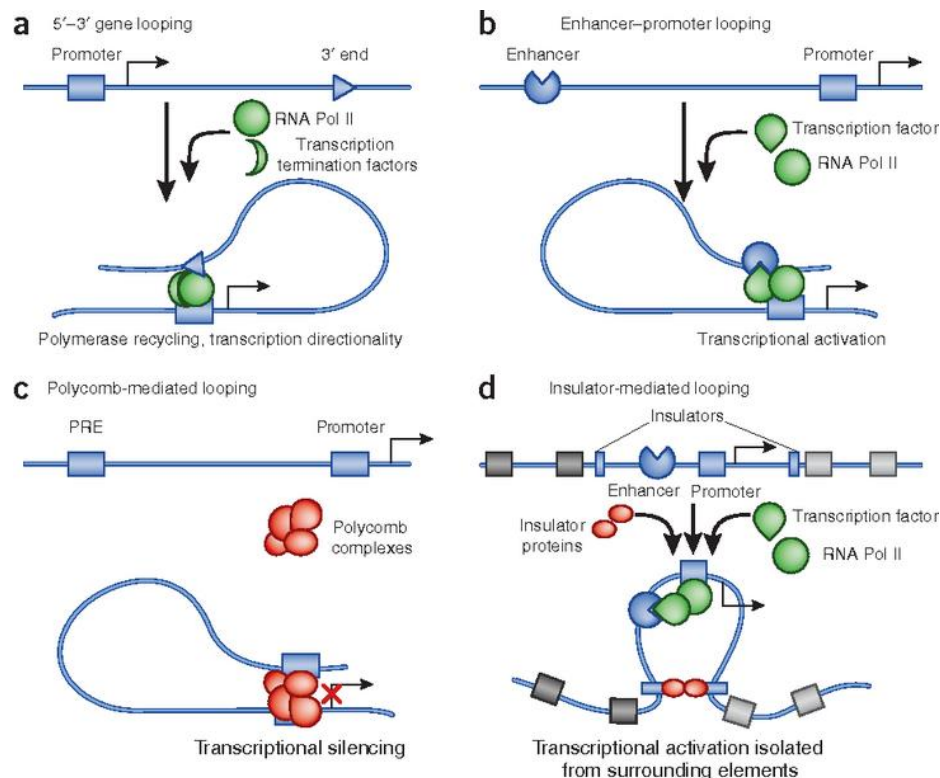 a 5′–3′ gene looping
Promoter
3′ end
RNA Pol II
Transcription
termination factors
Polymerase recycling, transcription directionality
b Enhancer–promoter looping
Enhancer
Promoter
Transcription factor
RNA Pol II
Transcriptional activation
c Polycomb-mediated looping
PRE
Promoter
Polycomb
complexes
Transcriptional silencing
d Insulator-mediated looping
Insulators
Enhancer
Promoter
Insulator
proteins
Transcription factor
RNA Pol II
Transcriptional activation isolated
from surrounding elements